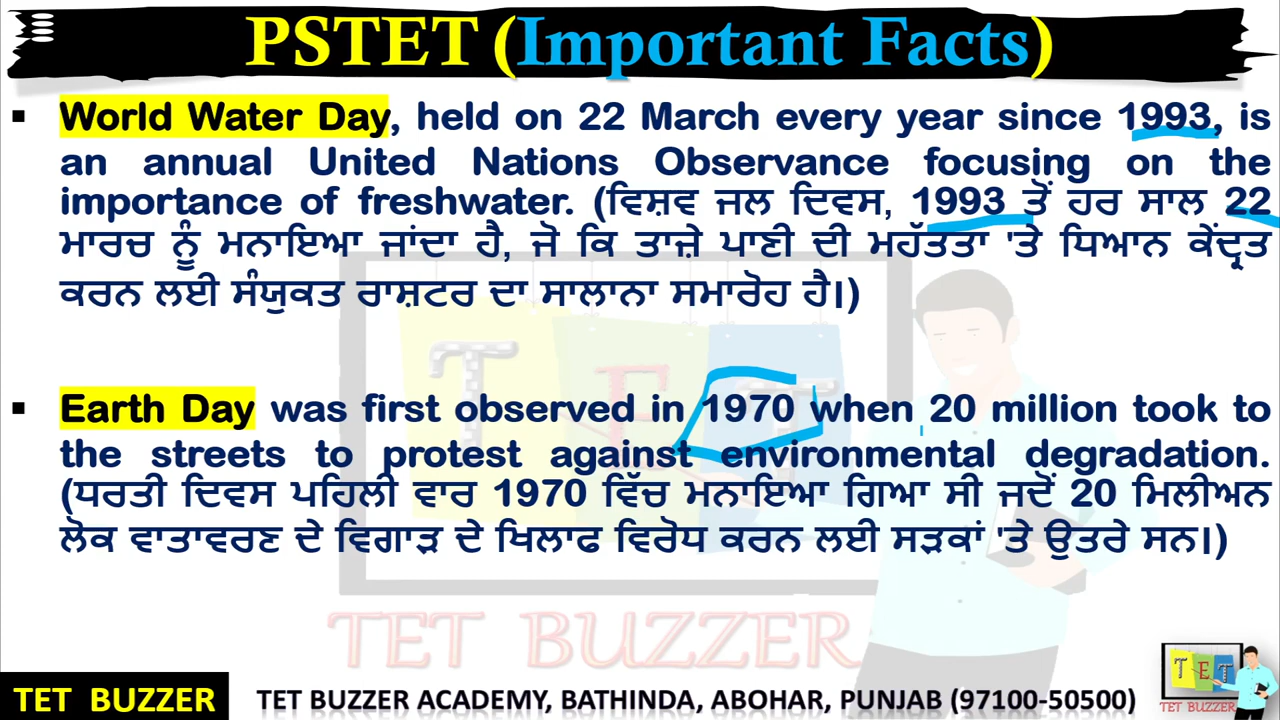 PSTET (Important Facts)
▪ World Water Day, held on 22 March every year since 1993, is
an annual United Nations Observance focusing on the
importance of freshwater. (ਵਿਸ਼ਵ ਜਲ ਦਿਵਸ, 1993 ਤੋਂ ਹਰ ਸਾਲ 22
ਮਾਰਚ ਨੂੰ ਮਨਾਇਆ ਜਾਂਦਾ ਹੈ, ਜੋ ਕਿ ਤਾਜ਼ੇ ਪਾਣੀ ਦੀ ਮਹੱਤਤਾ 'ਤੇ ਧਿਆਨ ਕੇਂਦ੍ਰਤ
ਕਰਨ ਲਈ ਸੰਯੁਕਤ ਰਾਸ਼ਟਰ ਦਾ ਸਾਲਾਨਾ ਸਮਾਰੋਹ ਹੈ।)
▪ Earth Day was first observed in 1970 when 20 million took to
the streets to protest against environmental degradation.
(ਧਰਤੀ ਦਿਵਸ ਪਹਿਲੀ ਵਾਰ 1970 ਵਿੱਚ ਮਨਾਇਆ ਗਿਆ ਸੀ ਜਦੋਂ 20 ਮਿਲੀਅਨ
ਲੋਕ ਵਾਤਾਵਰਣ ਦੇ ਵਿਗਾੜ ਦੇ ਖਿਲਾਫ ਵਿਰੋਧ ਕਰਨ ਲਈ ਸੜਕਾਂ 'ਤੇ ਉਤਰੇ ਸਨ।)
TET
TET BUZZER
TET BUZZER
TET BUZZER ACADEMY, BATHINDA, ABOHAR, PUNJAB (97100-50500)
TET
TET BUZZER